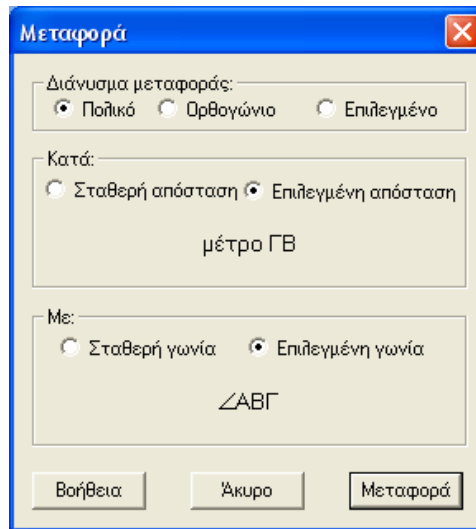 Μεταφορά
Διάνυσμα μεταφοράς:
Πολικό Ορθογώνιο Επιλεγμένο
Κατά:
Σταθερή απόσταση Επιλεγμένη απόσταση
μέτρο ΓΒ
Με:
Σταθερή γωνία Επιλεγμένη γωνία
∠ΑΒΓ
Βοήθεια Άκυρο Μεταφορά